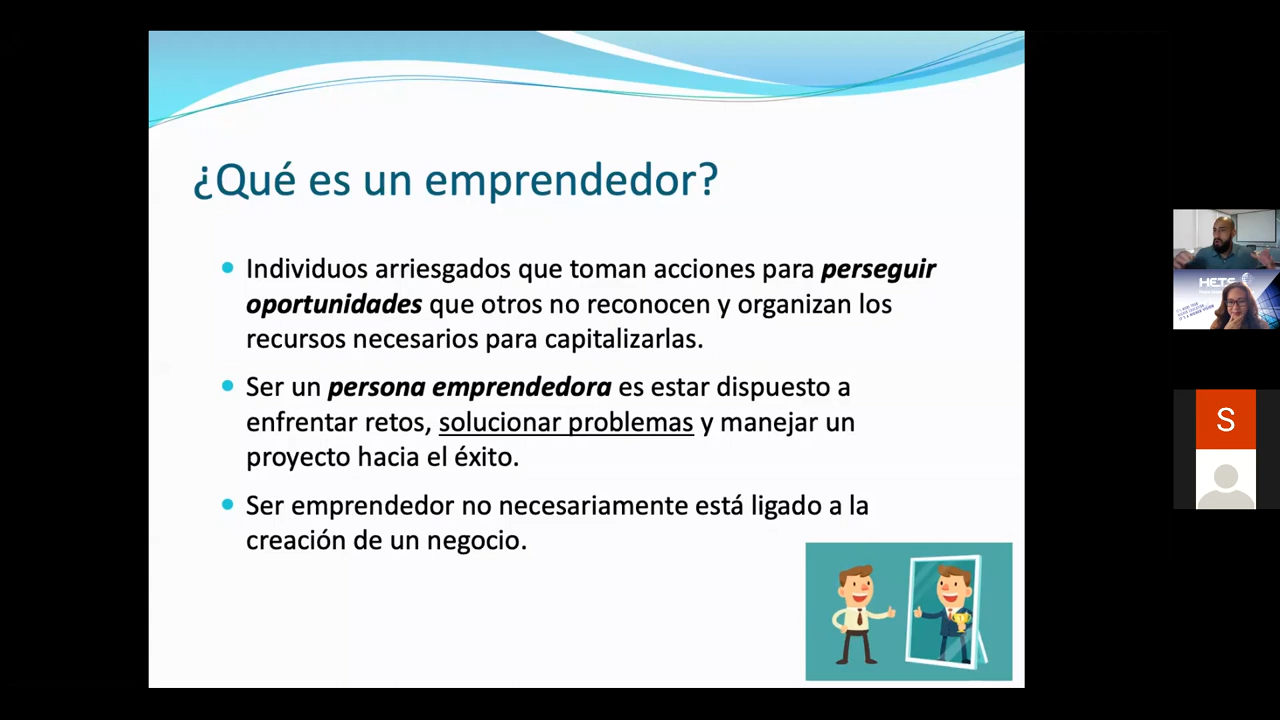 ¿Qué es un emprendedor?
Individuos arriesgados que toman acciones para perseguir
oportunidades que otros no reconocen y organizan los
recursos necesarios para capitalizarlas.
Ser un persona emprendedora es estar dispuesto a
enfrentar retos, solucionar problemas y manejar un
proyecto hacia el éxito.
Ser emprendedor no necesariamente está ligado a la
creación de un negocio.
HETS
S